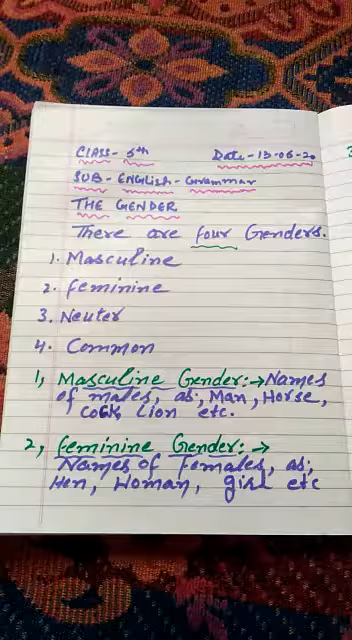 CLASS- 5th Date-13-06-20
SUB- ENGlish- Grammar
THE GENDER
There are four Genders.
1. Masculine
2. feminine
3. Neuter
4. Common
1, Masculine Gender:→Names
of males, as, Man, Horse,
Cock, Lion etc.
2, feminine Gender:→
Names of females, as,
Hen, Woman, girl etc